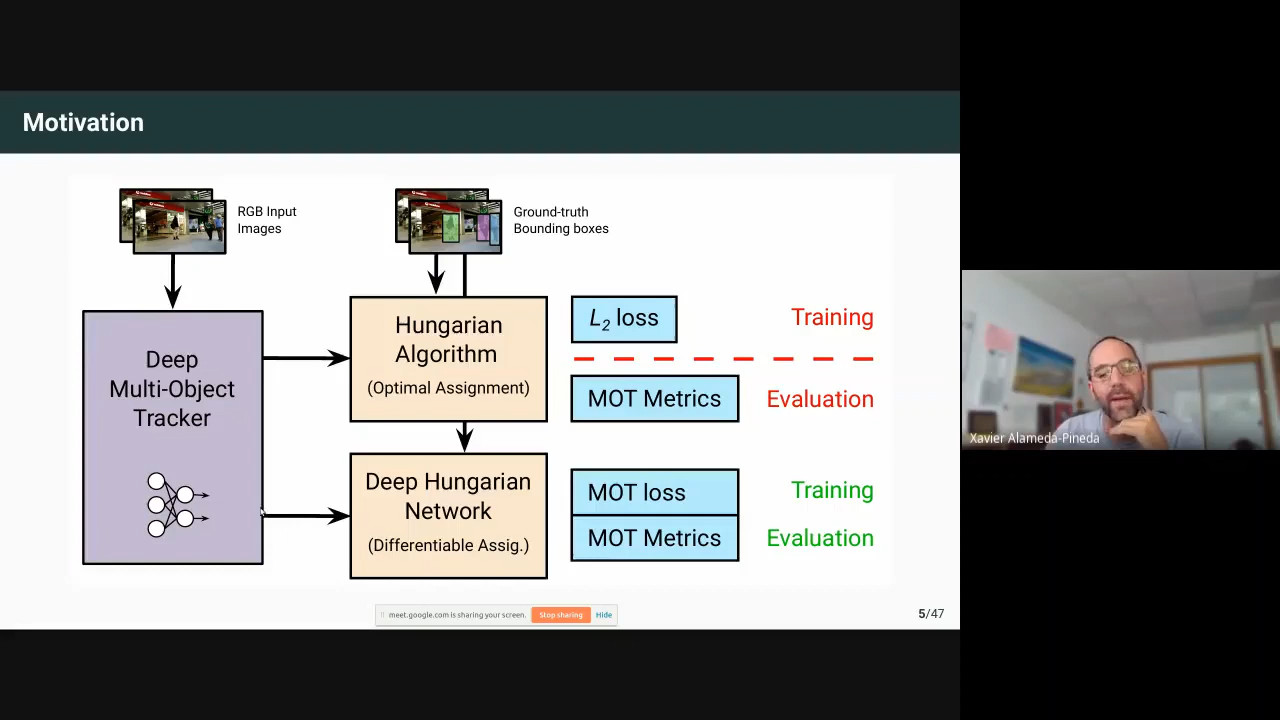 Motivation
RGB Input
Images
Ground-truth
Bounding boxes
Deep
Multi-Object
Tracker
Hungarian
Algorithm
(Optimal Assignment)
L2 loss
Training
MOT Metrics
Evaluation
Deep Hungarian
Network
(Differentiable Assig.)
MOT loss
Training
MOT Metrics
Evaluation
meet.google.com is sharing your screen.
Stop sharing
Hide
5/47
Xavier Alameda-Pineda